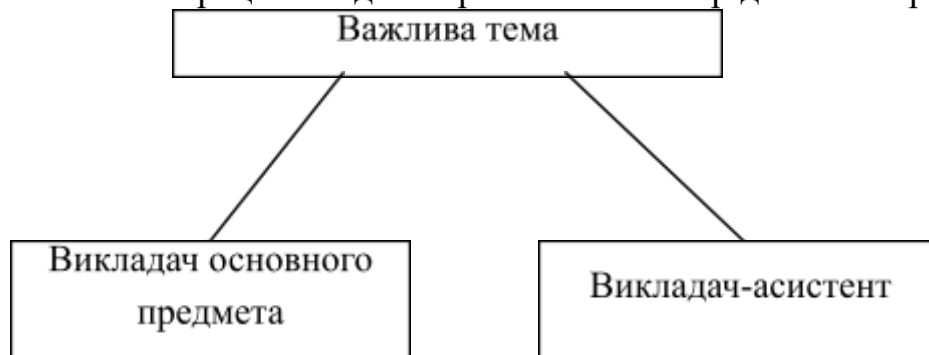 Важлива тема
Викладач основного
предмета
Викладач-асистент